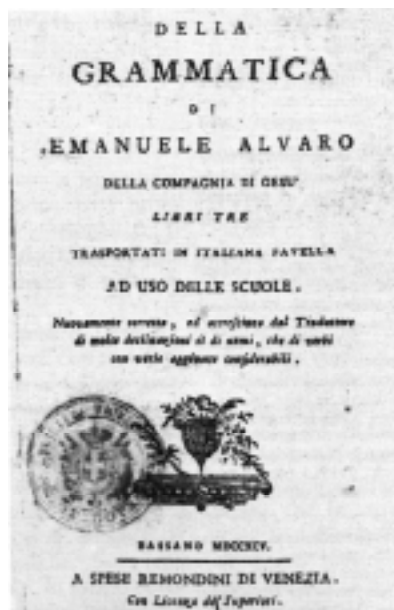 DELLA
GRAMMATICA
DI
EMANUELE ALVARO
DELLA COMPAGNIA DI GESU'
LIBRI TRE
TRASPORTATI IN ITALIANA FAVELLA
AD USO DELLE SCUOLE.
Nuovamente corretta, ed accresciuta dal Traduttore
di molte declinazioni sì di nomi, che di verbi
con varie aggiunte considerabili.
BASSANO MDCCXCV.
A SPESE REMONDINI DI VENEZIA.
Con Licenza de' Superiori.